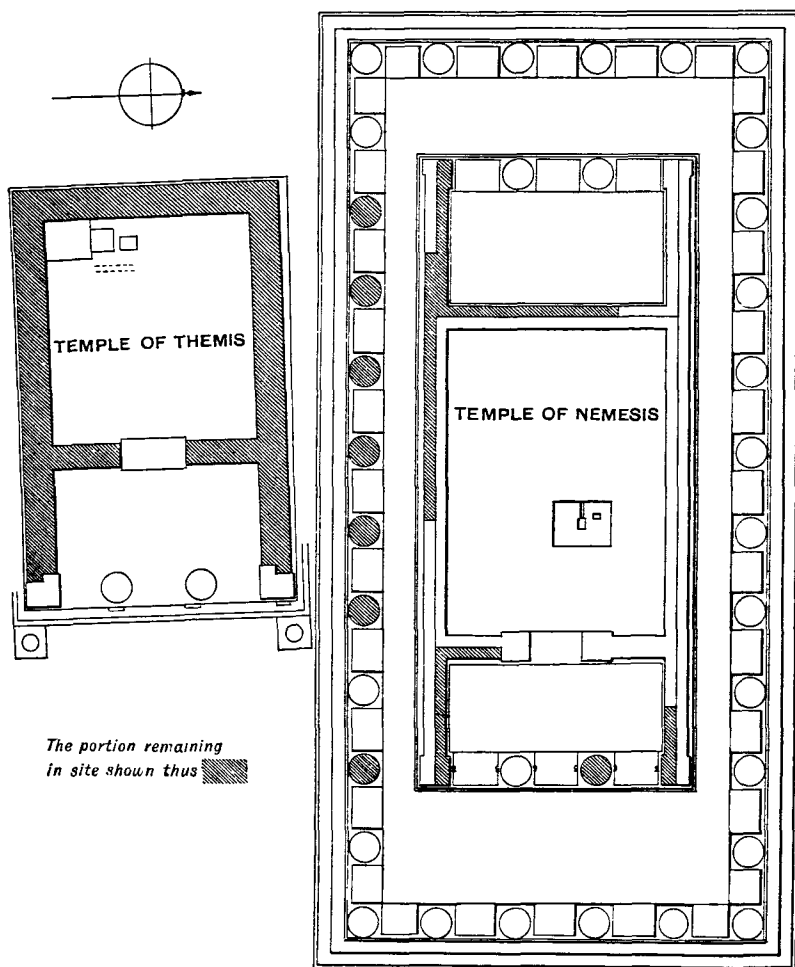 TEMPLE OF THEMIS
TEMPLE OF NEMESIS
The portion remaining
in site shown thus